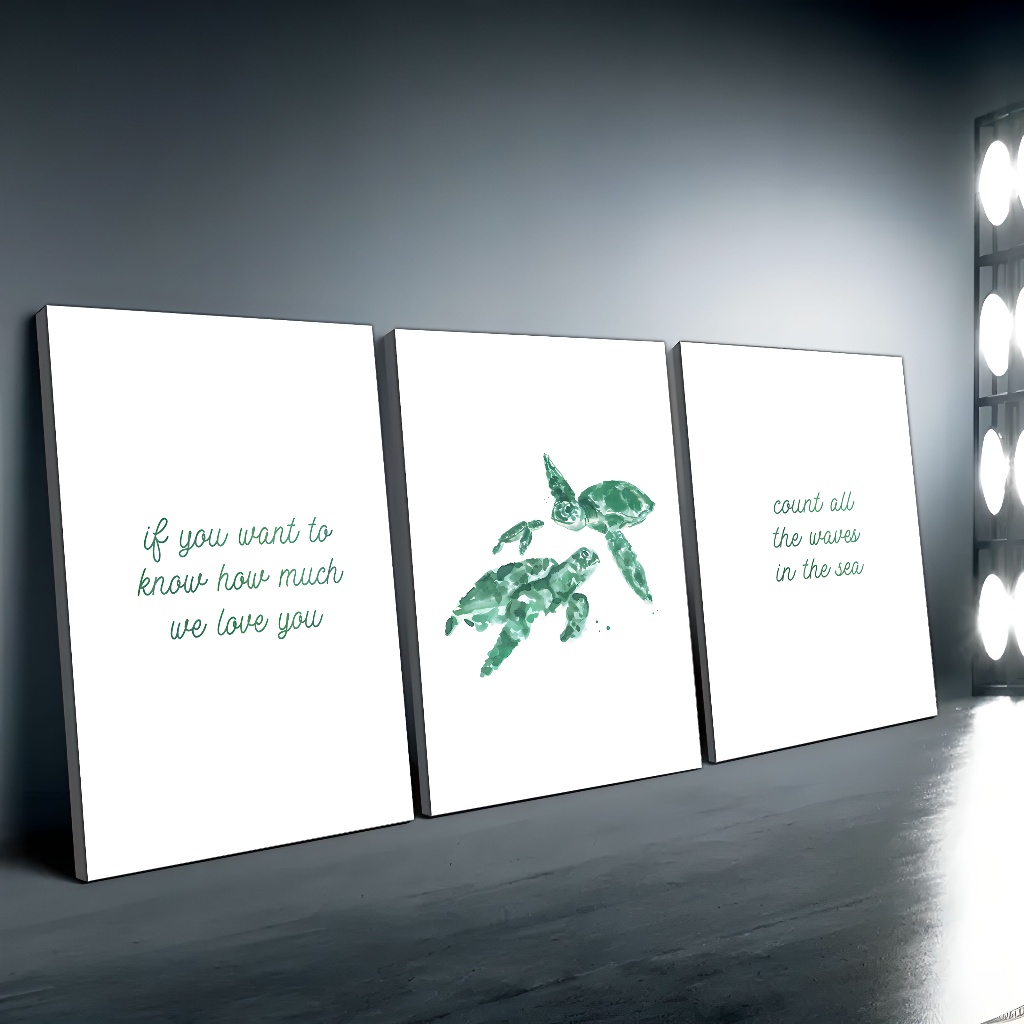 if you want to
know how much
we love you
count all
the waves
in the sea